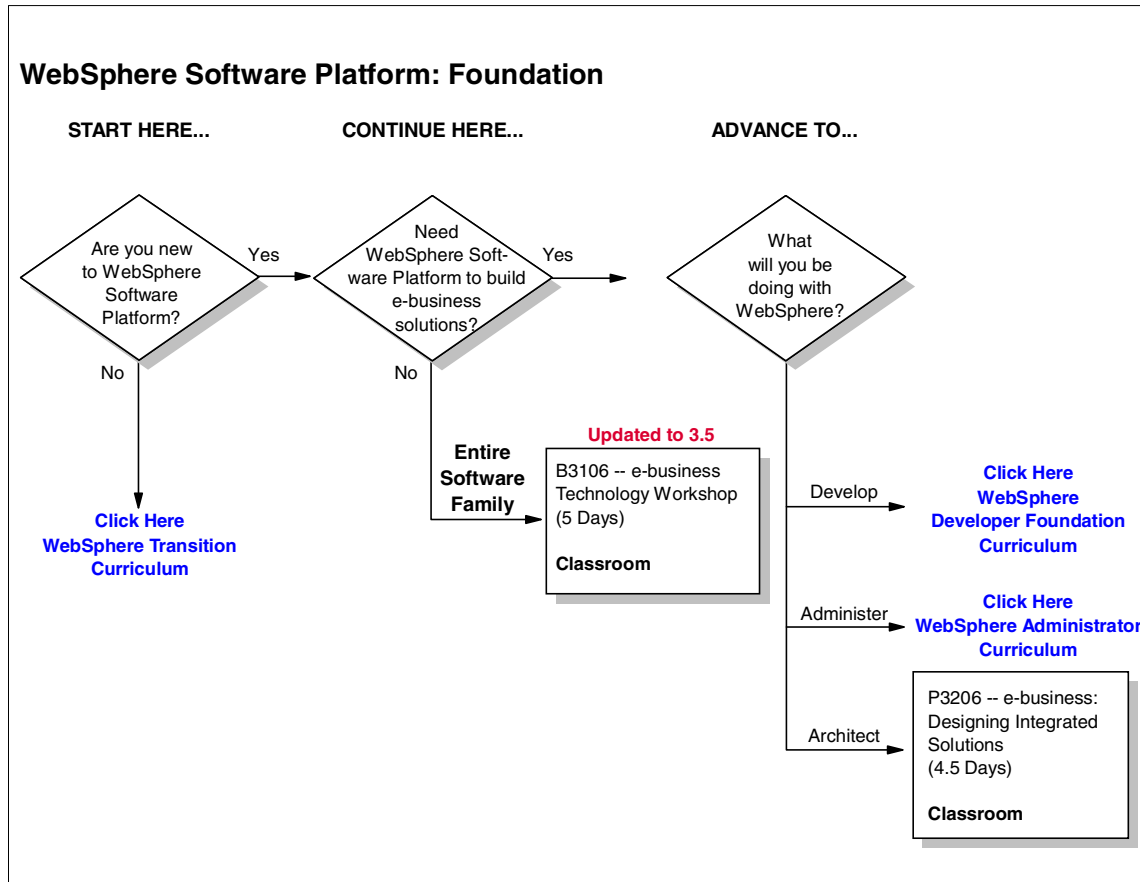 WebSphere Software Platform: Foundation
START HERE...
CONTINUE HERE...
ADVANCE TO...
Are you new
to WebSphere
Software
Platform?
Yes
No
Click Here
WebSphere Transition
Curriculum
Need
WebSphere Soft-
ware Platform to build
e-business
solutions?
Yes
No
Entire
Software
Family
Updated to 3.5
B3106 -- e-business
Technology Workshop
(5 Days)
Classroom
What
will you be
doing with
WebSphere?
Develop
Click Here
WebSphere
Developer Foundation
Curriculum
Administer
Click Here
WebSphere Administrator
Curriculum
Architect
P3206 -- e-business:
Designing Integrated
Solutions
(4.5 Days)
Classroom